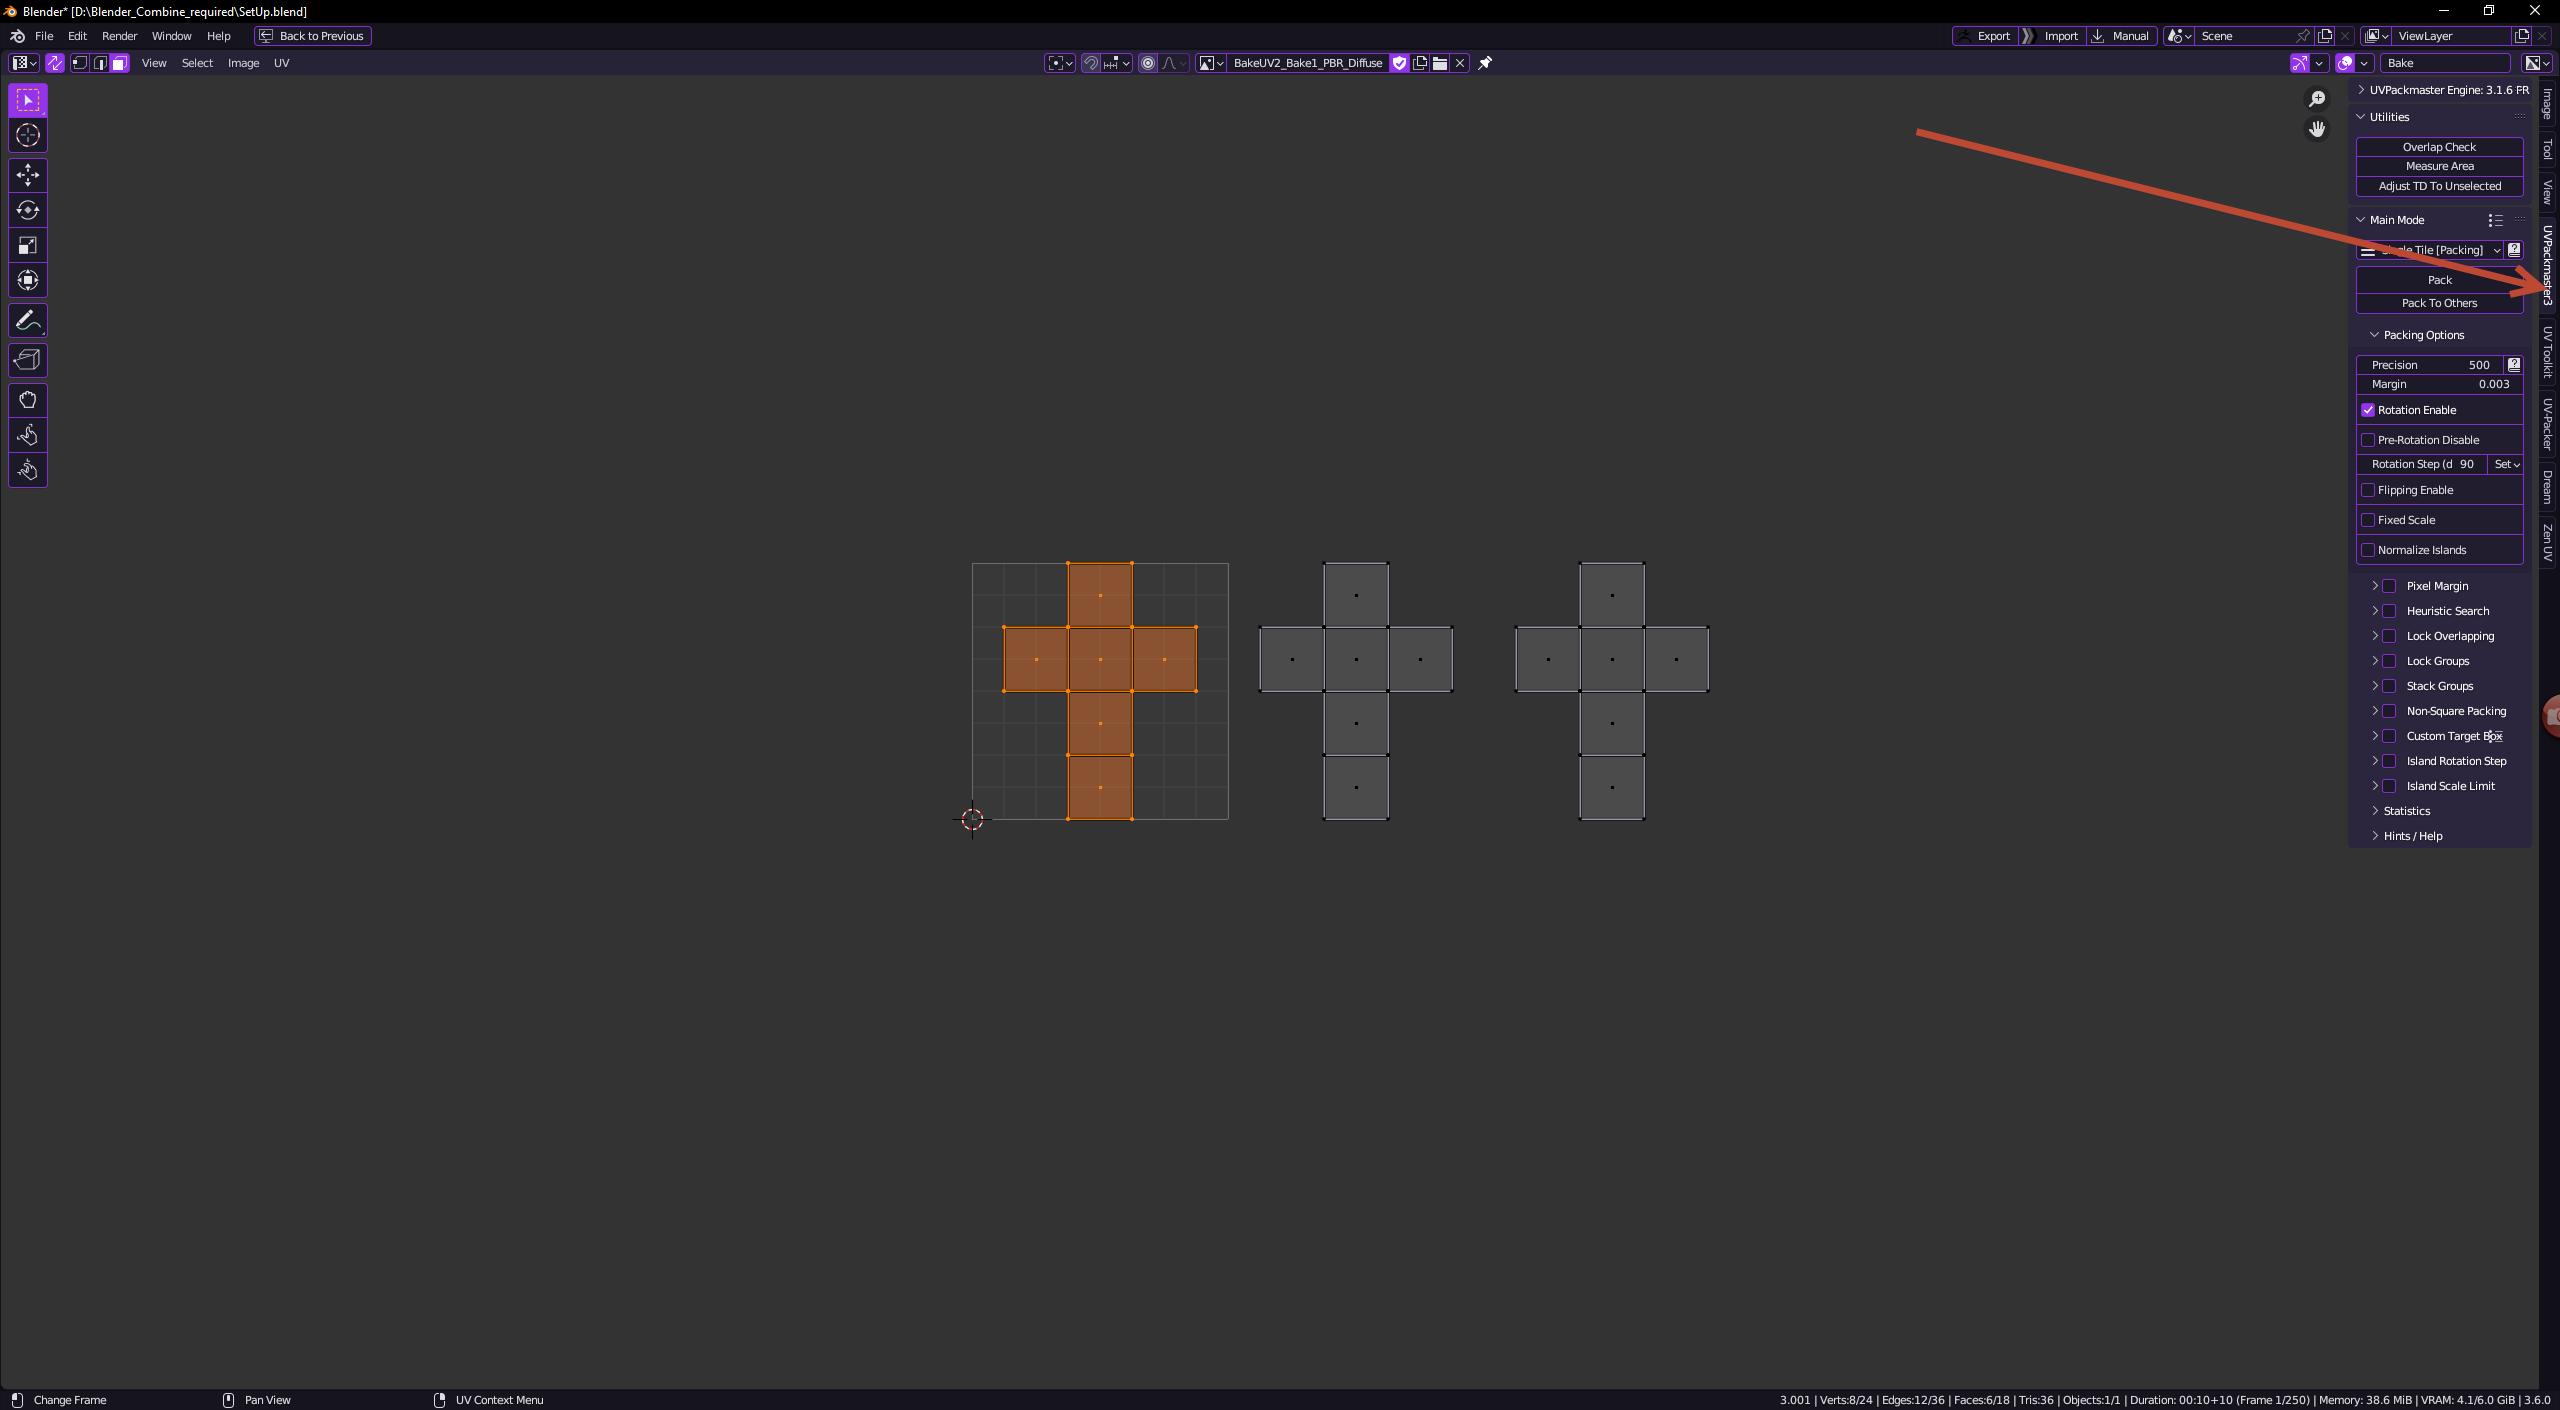 Blender* [D:\Blender_Combine_required\SetUp.blend]
File Edit Render Window Help Back to Previous Export Import Manual Scene ViewLayer
View Select Image UV BakeUV2_Bake1_PBR_Diffuse Bake
UVPackmaster Engine: 3.1.6 PR
Utilities
Overlap Check
Measure Area
Adjust TD To Unselected
Main Mode
Tile [Packing]
Pack
Pack To Others
Packing Options
Precision 500
Margin 0.003
Rotation Enable
Pre-Rotation Disable
Rotation Step (d 90 Set
Flipping Enable
Fixed Scale
Normalize Islands
Pixel Margin
Heuristic Search
Lock Overlapping
Lock Groups
Stack Groups
Non-Square Packing
Custom Target Box
Island Rotation Step
Island Scale Limit
Statistics
Hints / Help
Image
Tool
View
UVPackmaster3
UV Toolkit
UV-Packer
Dream
Zen UV
Change Frame Pan View UV Context Menu 3.001 | Verts:8/24 | Edges:12/36 | Faces:6/18 | Tris:36 | Objects:1/1 | Duration: 00:10+10 (Frame 1/250) | Memory: 38.6 MiB | VRAM: 4.1/6.0 GiB | 3.6.0